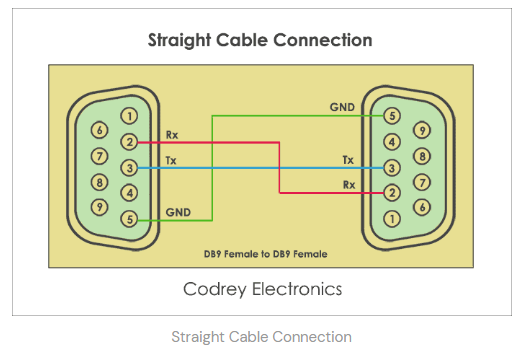 Straight Cable Connection
GND
1
5
6
9
Rx
2
4
7
8
Tx
Tx
3
3
8
7
Rx
4
2
9
6
GND
5
1
DB9 Female to DB9 Female
Codrey Electronics
Straight Cable Connection